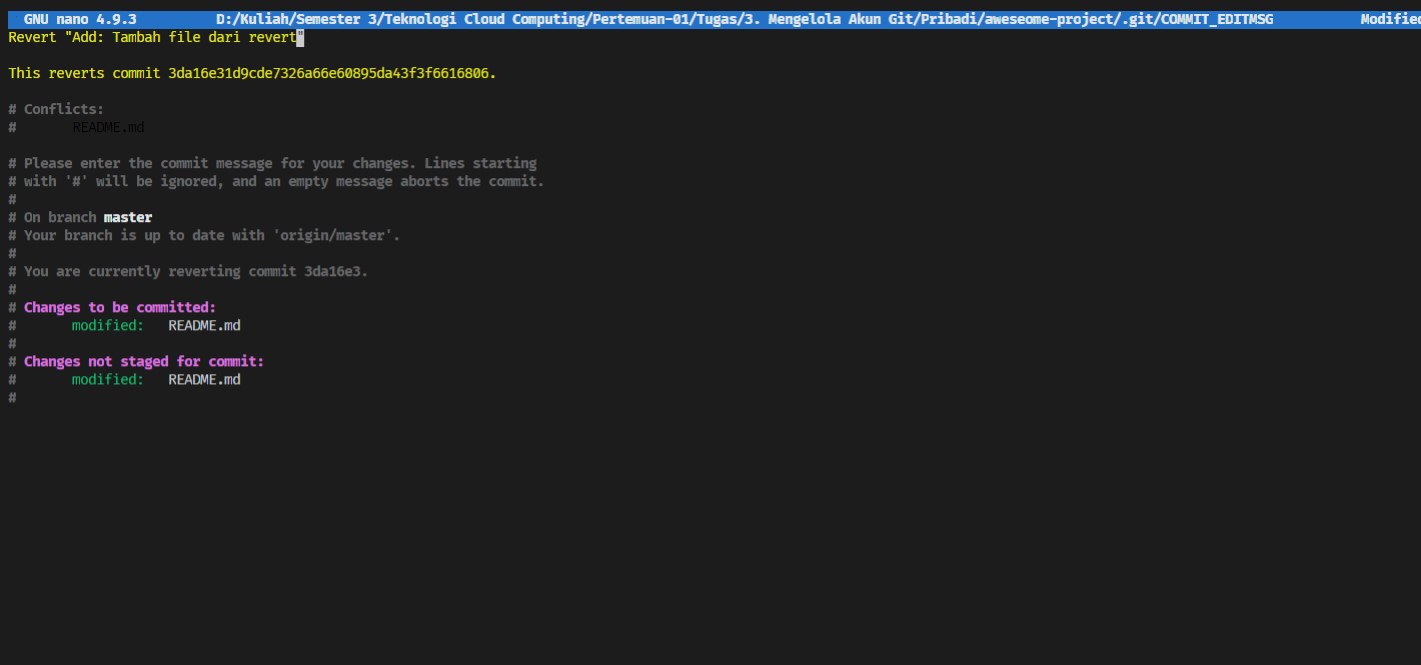 GNU nano 4.9.3 D:/Kuliah/Semester 3/Teknologi Cloud Computing/Pertemuan-01/Tugas/3. Mengelola Akun Git/Pribadi/aweseome-project/.git/COMMIT_EDITMSG Modified
Revert "Add: Tambah file dari revert"
This reverts commit 3da16e31d9cde7326a66e60895da43f3f6616806.
# Conflicts:
# README.md
# Please enter the commit message for your changes. Lines starting
# with '#' will be ignored, and an empty message aborts the commit.
#
# On branch master
# Your branch is up to date with 'origin/master'.
#
# You are currently reverting commit 3da16e3.
#
# Changes to be committed:
# modified: README.md
#
# Changes not staged for commit:
# modified: README.md
#